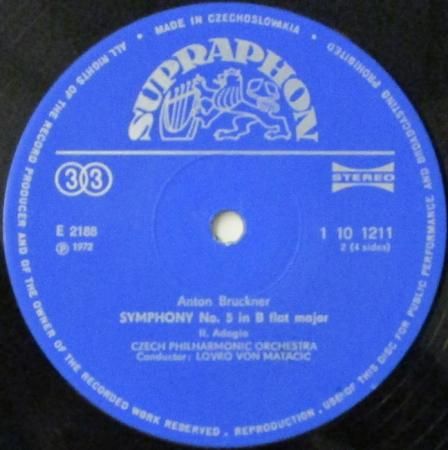 ALL RIGHTS OF THE RECORD PRODUCER AND OF THE OWNER OF THE RECORDED WORK RESERVED . REPRODUCTION , USE OF THIS DISC FOR PUBLIC PERFORMANCE AND BROADCASTING PROHIBITED
• MADE IN CZECHOSLOVAKIA •
SUPRAPHON
33
STEREO
E 2188
1 10 1211
℗ 1972
2 (4 sides)
Anton Bruckner
SYMPHONY No. 5 in B flat major
II. Adagio
CZECH PHILHARMONIC ORCHESTRA
Conductor: LOVRO VON MATAČIĆ